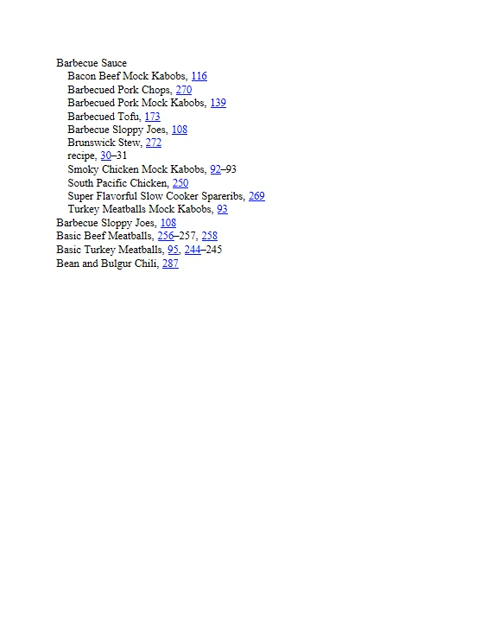 Barbecue Sauce
Bacon Beef Mock Kabobs, 116
Barbecued Pork Chops, 270
Barbecued Pork Mock Kabobs, 139
Barbecued Tofu, 173
Barbecue Sloppy Joes, 108
Brunswick Stew, 272
recipe, 30–31
Smoky Chicken Mock Kabobs, 92–93
South Pacific Chicken, 250
Super Flavorful Slow Cooker Spareribs, 269
Turkey Meatballs Mock Kabobs, 93
Barbecue Sloppy Joes, 108
Basic Beef Meatballs, 256–257, 258
Basic Turkey Meatballs, 95, 244–245
Bean and Bulgur Chili, 287